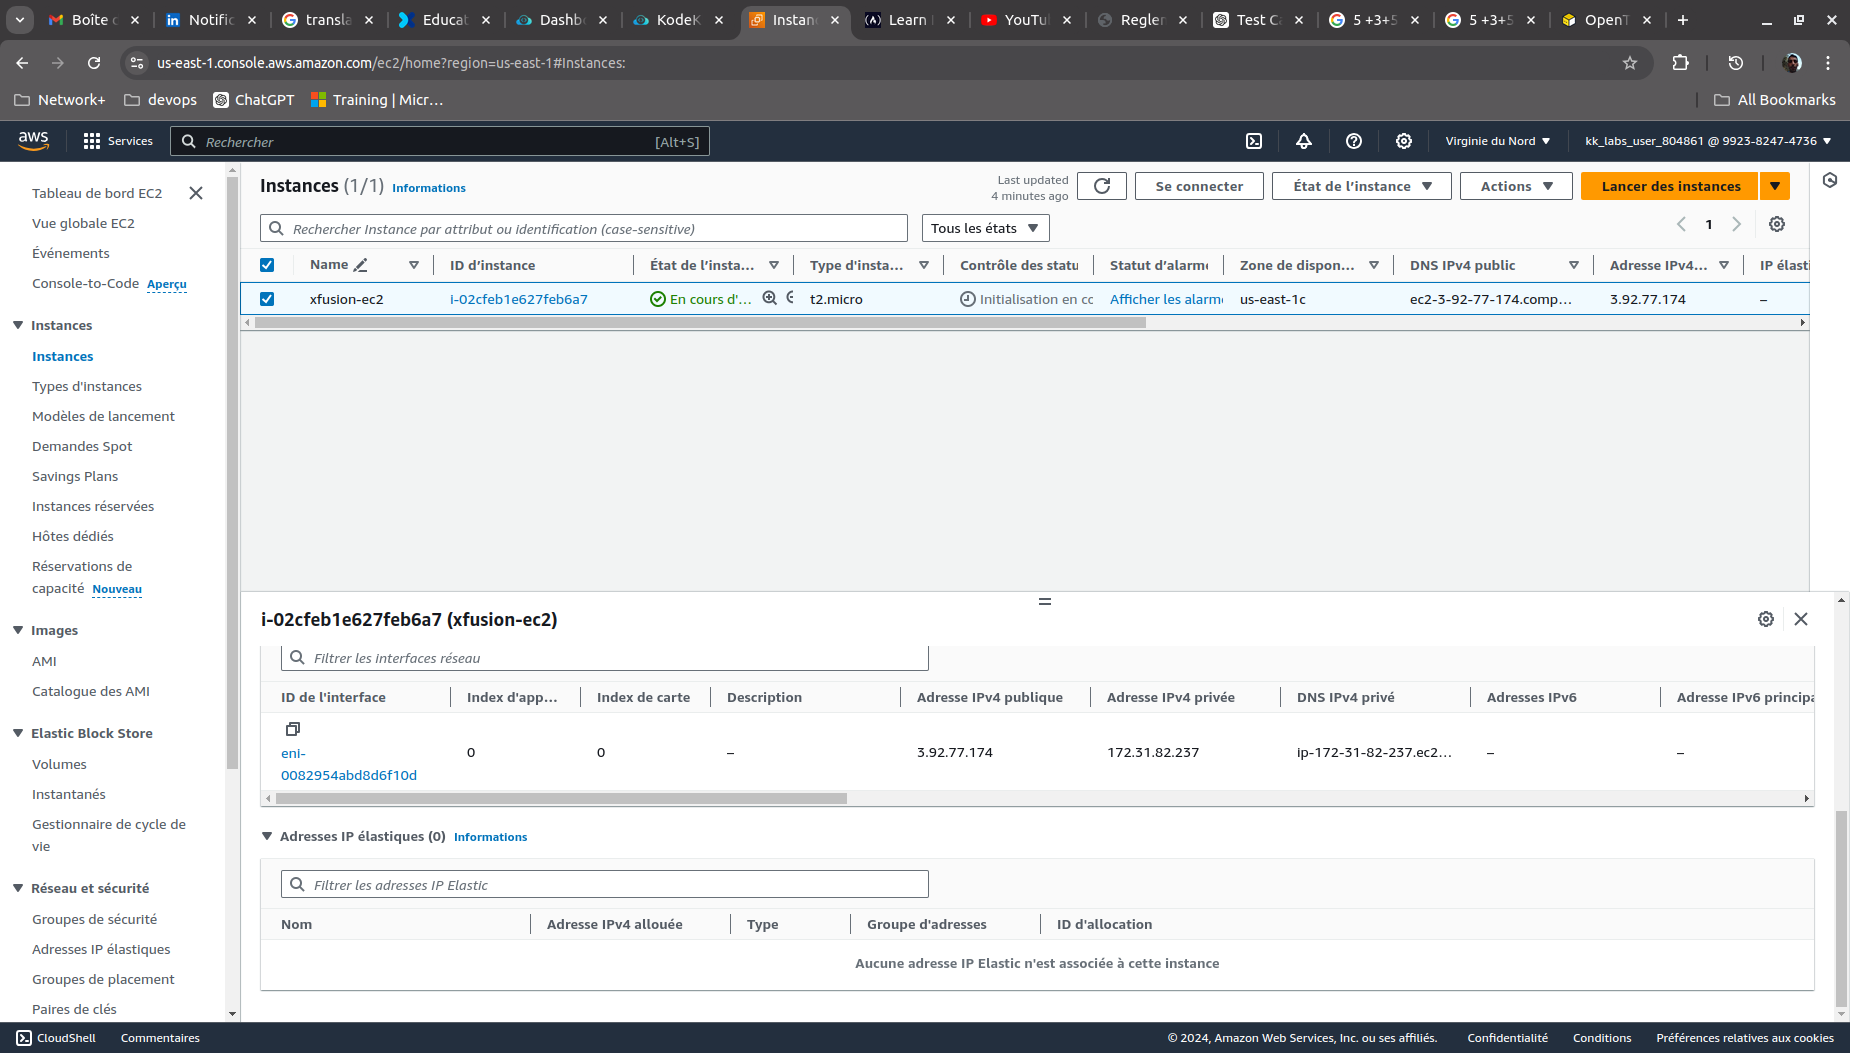 Boîte c
Notific
transla
Educat
Dashb
KodeK
Instan
Learn
YouTu
Regler
Test Ca
5 +3+5
5 +3+5
OpenT
us-east-1.console.aws.amazon.com/ec2/home?region=us-east-1#Instances:
Network+
devops
ChatGPT
Training | Micr…
All Bookmarks
aws
Services
Rechercher
[Alt+S]
Virginie du Nord
kk_labs_user_804861 @ 9923-8247-4736
Tableau de bord EC2
Vue globale EC2
Événements
Console-to-Code Aperçu
Instances
Instances
Types d'instances
Modèles de lancement
Demandes Spot
Savings Plans
Instances réservées
Hôtes dédiés
Réservations de
capacité Nouveau
Images
AMI
Catalogue des AMI
Elastic Block Store
Volumes
Instantanés
Gestionnaire de cycle de
vie
Réseau et sécurité
Groupes de sécurité
Adresses IP élastiques
Groupes de placement
Paires de clés
Instances (1/1) Informations
Last updated
4 minutes ago
Se connecter
État de l’instance
Actions
Lancer des instances
Rechercher Instance par attribut ou identification (case-sensitive)
Tous les états
1
Name
ID d’instance
État de l’insta…
Type d'insta…
Contrôle des statu
Statut d’alarme
Zone de dispon…
DNS IPv4 public
Adresse IPv4…
IP élasti
xfusion-ec2
i-02cfeb1e627feb6a7
En cours d'…
t2.micro
Initialisation en co
Afficher les alarme
us-east-1c
ec2-3-92-77-174.comp…
3.92.77.174
–
i-02cfeb1e627feb6a7 (xfusion-ec2)
Filtrer les interfaces réseau
ID de l'interface
Index d'app…
Index de carte
Description
Adresse IPv4 publique
Adresse IPv4 privée
DNS IPv4 privé
Adresses IPv6
Adresse IPv6 principa
eni-
0082954abd8d6f10d
0
0
–
3.92.77.174
172.31.82.237
ip-172-31-82-237.ec2…
–
–
Adresses IP élastiques (0) Informations
Filtrer les adresses IP Elastic
Nom
Adresse IPv4 allouée
Type
Groupe d'adresses
ID d'allocation
Aucune adresse IP Elastic n'est associée à cette instance
CloudShell
Commentaires
© 2024, Amazon Web Services, Inc. ou ses affiliés.
Confidentialité
Conditions
Préférences relatives aux cookies